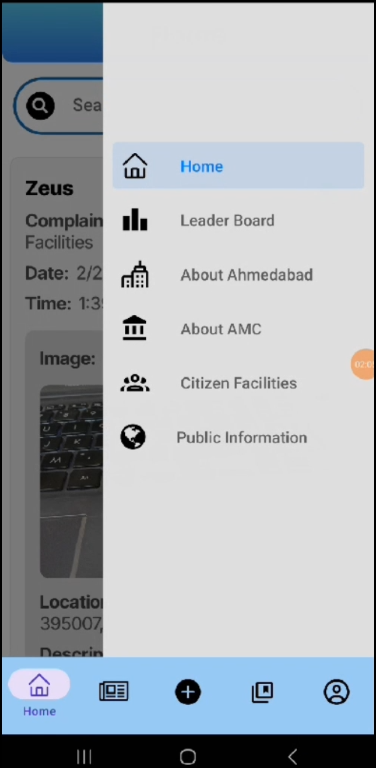 Sea
Home
Zeus
Leader Board
Complain
Facilities
Date: 2/2
About Ahmedabad
Time: 1:3
About AMC
Image:
Citizen Facilities
Public Information
Location
395007,
Descrip
Home